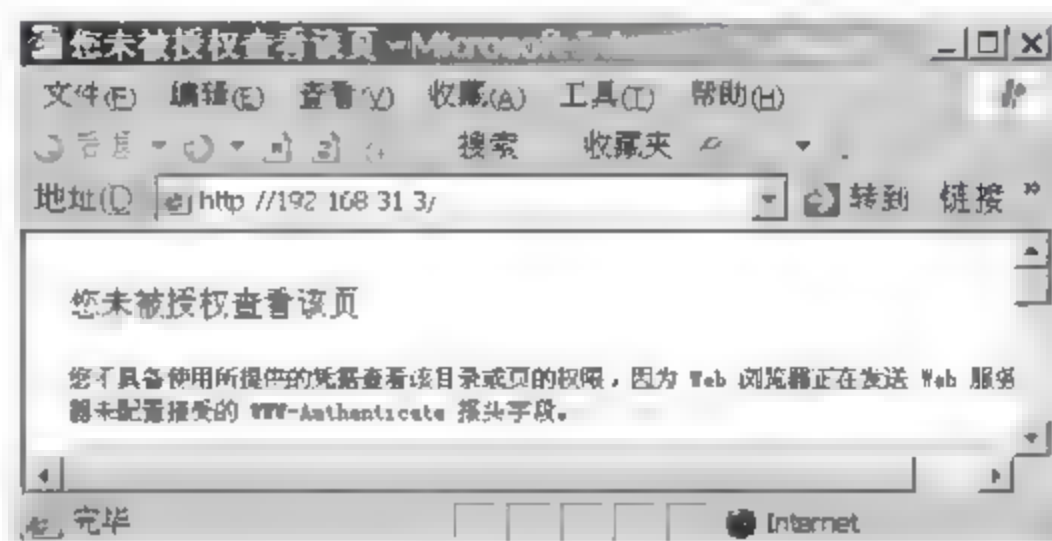 您未被授权查看该页 - Microsoft
文件(F) 编辑(E) 查看(V) 收藏(A) 工具(T) 帮助(H)
后退 搜索 收藏夹
地址(D) http //192 168 31 3/ 转到 链接 »
您未被授权查看该页
您不具备使用所提供的凭据查看该目录或页的权限，因为 Web 浏览器正在发送 Web 服务
器未配置接受的 WWW-Authenticate 报头字段。
完毕 Internet